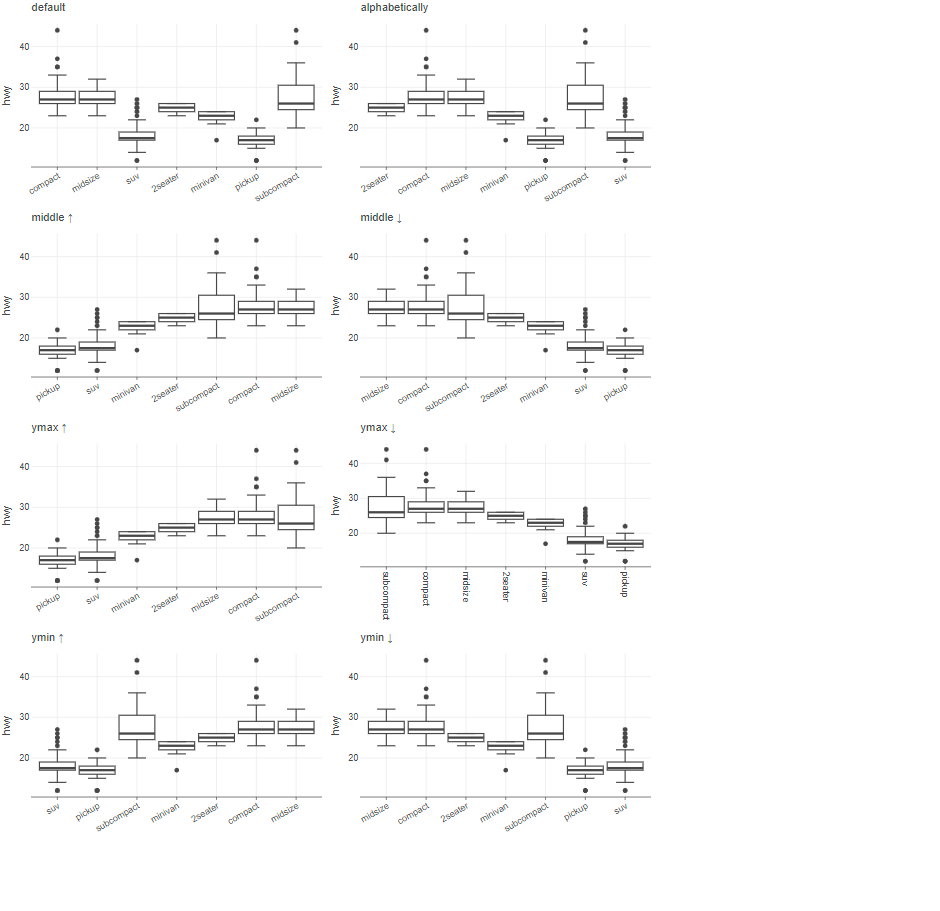 default
hwy
40
30
20
compact midsize suv 2seater minivan pickup subcompact
alphabetically
hwy
40
30
20
2seater compact midsize minivan pickup subcompact suv
middle ↑
hwy
40
30
20
pickup suv minivan 2seater subcompact compact midsize
middle ↓
hwy
40
30
20
midsize compact subcompact 2seater minivan suv pickup
ymax ↑
hwy
40
30
20
pickup suv minivan 2seater midsize compact subcompact
ymax ↓
hwy
40
30
20
subcompact compact midsize 2seater minivan suv pickup
ymin ↑
hwy
40
30
20
suv pickup subcompact minivan 2seater compact midsize
ymin ↓
hwy
40
30
20
midsize compact 2seater minivan subcompact pickup suv